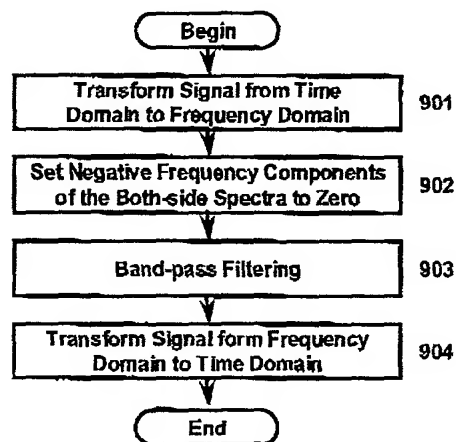 Begin
Transform Signal from Time
Domain to Frequency Domain
901
Set Negative Frequency Components
of the Both-side Spectra to Zero
902
Band-pass Filtering
903
Transform Signal form Frequency
Domain to Time Domain
904
End